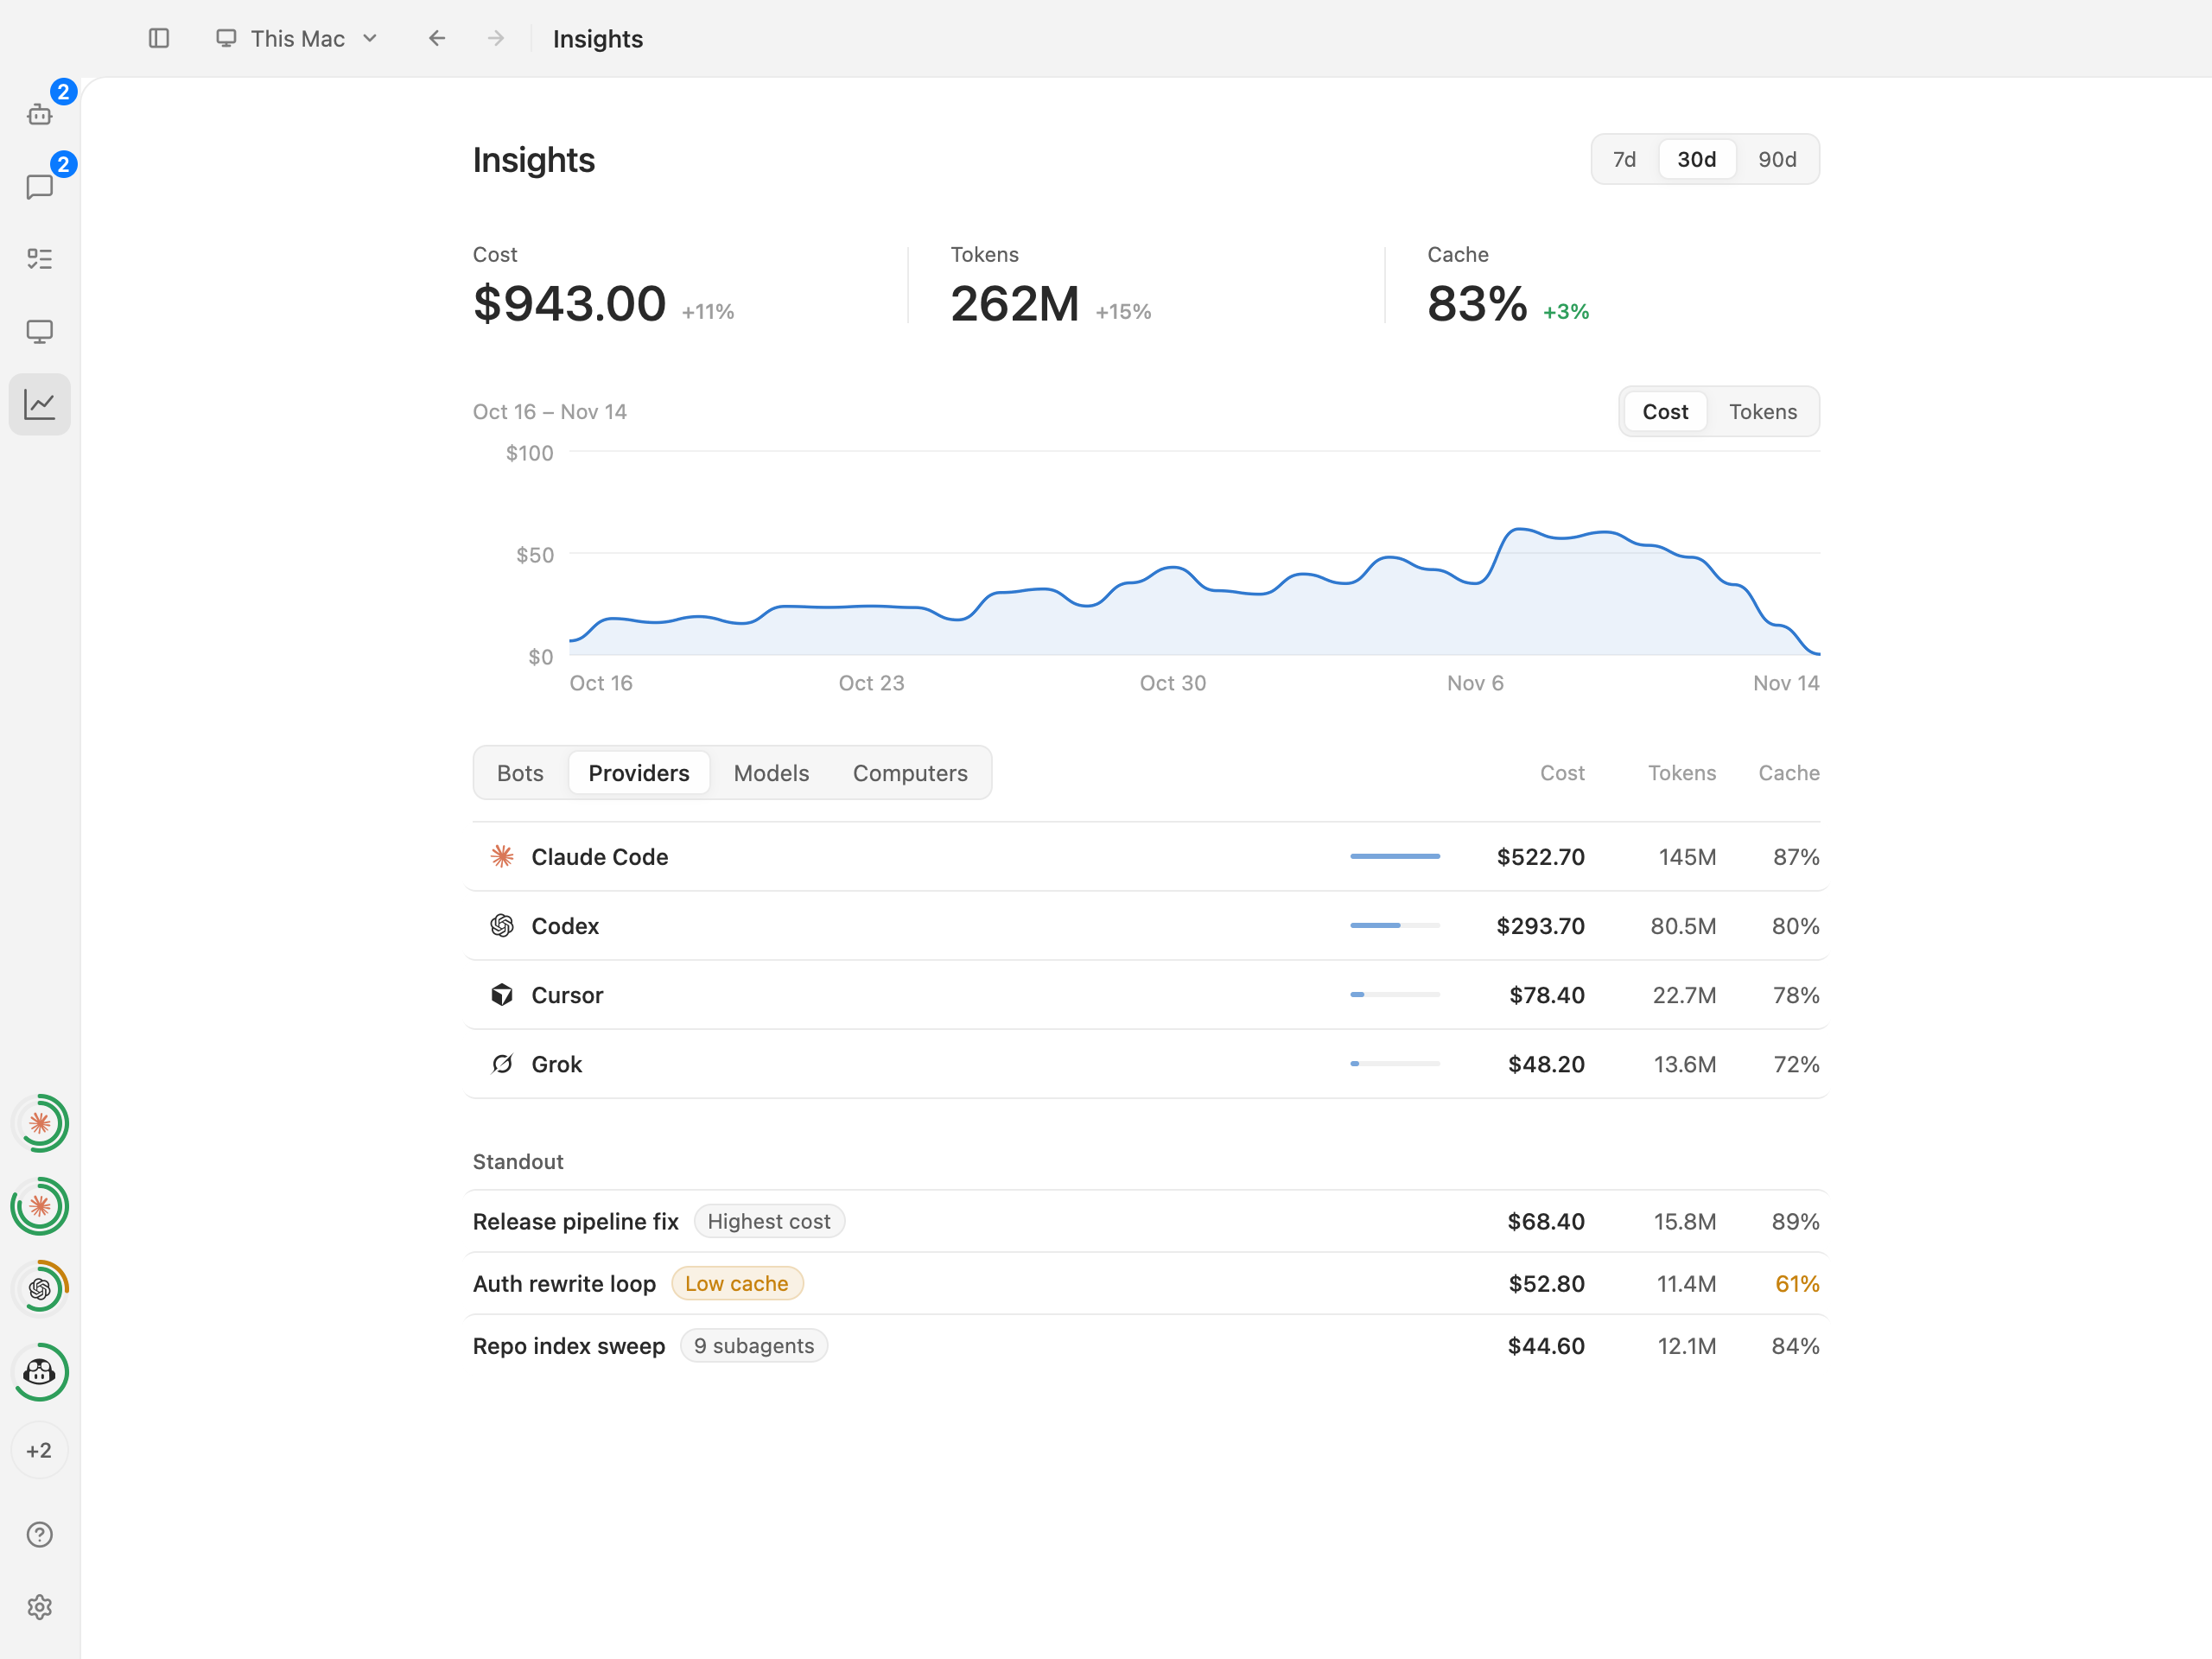 This Mac
Insights
2
2
Insights
7d 30d 90d
Cost
$943.00 +11%
Tokens
262M +15%
Cache
83% +3%
Oct 16 – Nov 14
Cost Tokens
$100
$50
$0
Oct 16 Oct 23 Oct 30 Nov 6 Nov 14
Bots Providers Models Computers Cost Tokens Cache
Claude Code $522.70 145M 87%
Codex $293.70 80.5M 80%
Cursor $78.40 22.7M 78%
Grok $48.20 13.6M 72%
Standout
Release pipeline fix Highest cost $68.40 15.8M 89%
Auth rewrite loop Low cache $52.80 11.4M 61%
Repo index sweep 9 subagents $44.60 12.1M 84%
+2